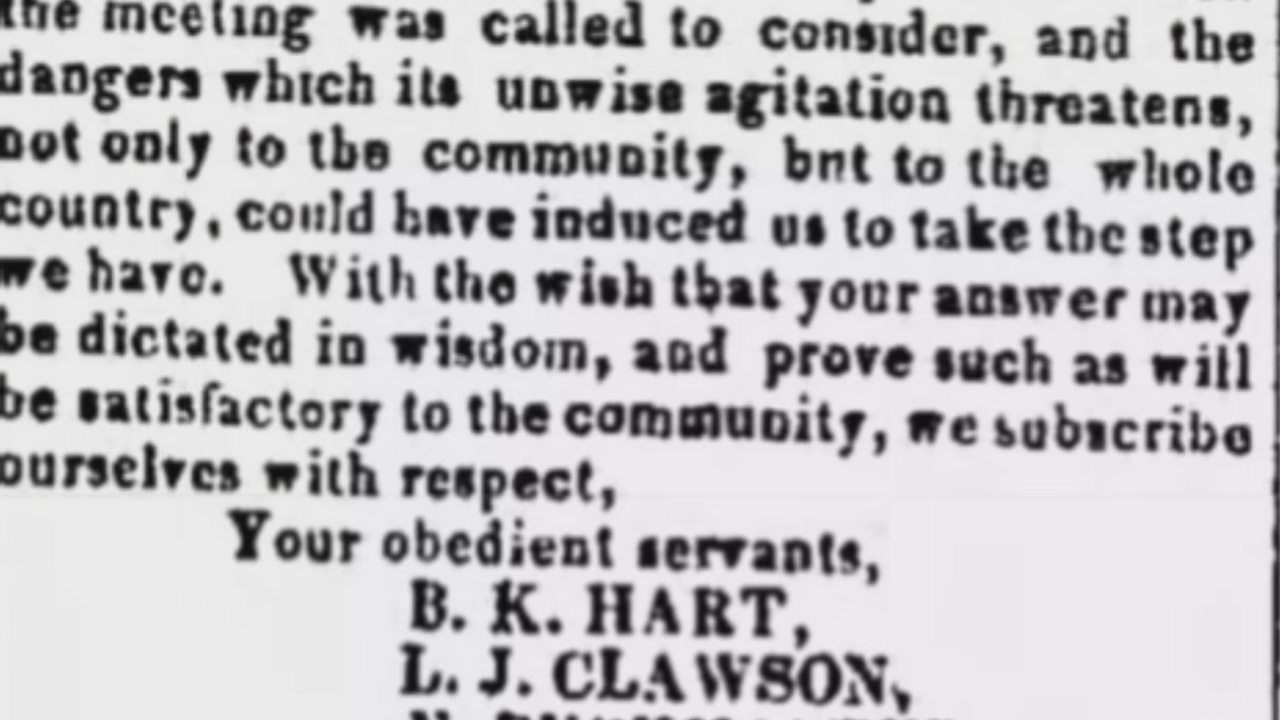 the meeting was called to consider, and the
dangers which its unwise agitation threatens,
not only to the community, but to the whole
country, could have induced us to take the step
we have. With the wish that your answer may
be dictated in wisdom, and prove such as will
be satisfactory to the community, we subscribe
ourselves with respect,
Your obedient servants,
B. K. HART,
L. J. CLAWSON,